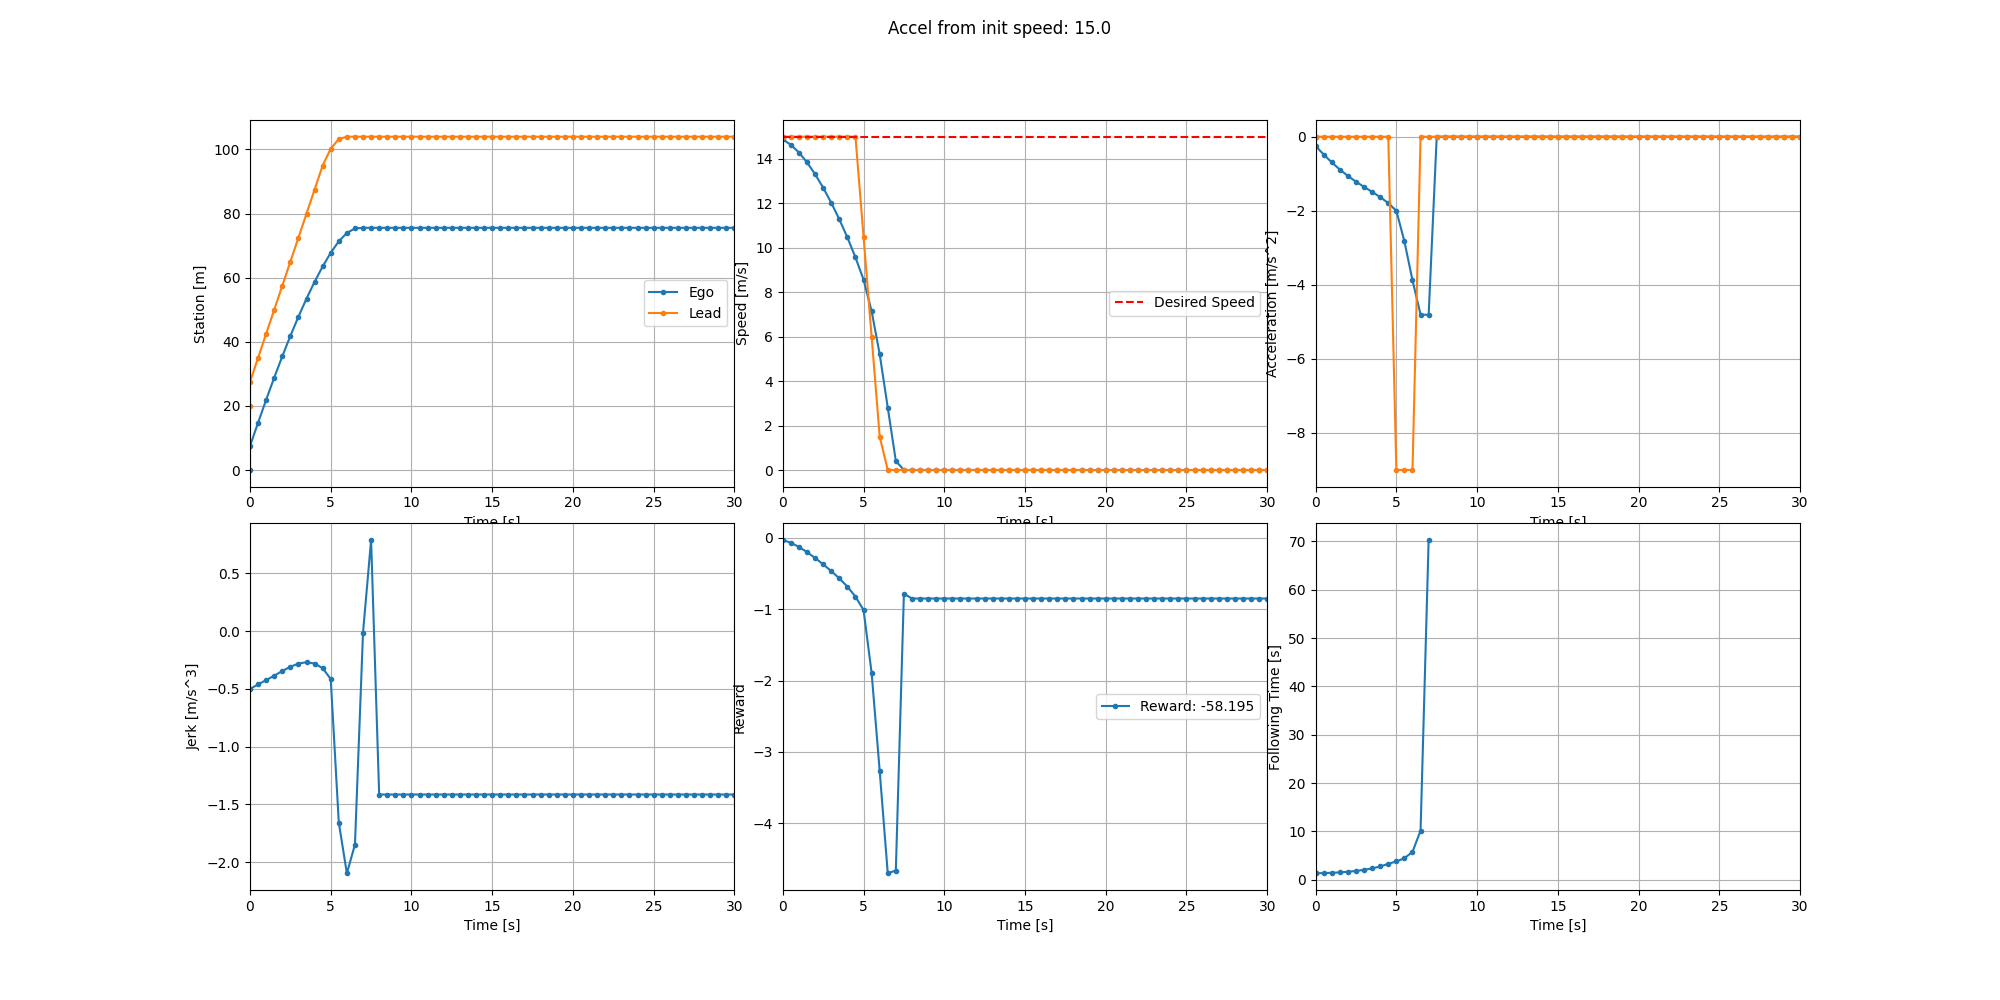 Accel from init speed: 15.0
Station [m]
100
80
60
40
20
0
0 5 10 15 20 25 30
Time [s]
Ego
Lead
Speed [m/s]
14
12
10
8
6
4
2
0
0 5 10 15 20 25 30
Time [s]
Desired Speed
Acceleration [m/s^2]
0
−2
−4
−6
−8
0 5 10 15 20 25 30
Time [s]
Jerk [m/s^3]
0.5
0.0
−0.5
−1.0
−1.5
−2.0
0 5 10 15 20 25 30
Time [s]
Reward
0
−1
−2
−3
−4
0 5 10 15 20 25 30
Time [s]
Reward: -58.195
Following Time [s]
70
60
50
40
30
20
10
0
0 5 10 15 20 25 30
Time [s]